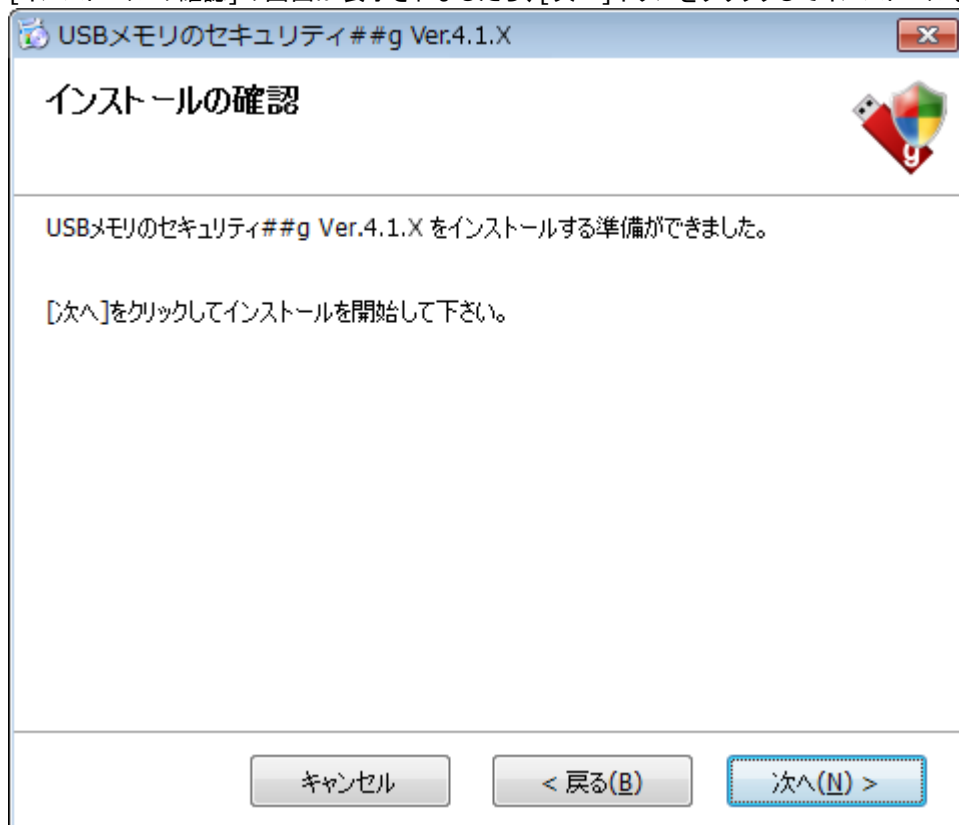 USBメモリのセキュリティ##g Ver.4.1.X
インストールの確認
g
USBメモリのセキュリティ##g Ver.4.1.X をインストールする準備ができました。
[次へ]をクリックしてインストールを開始して下さい。
キャンセル
< 戻る(B)
次へ(N) >